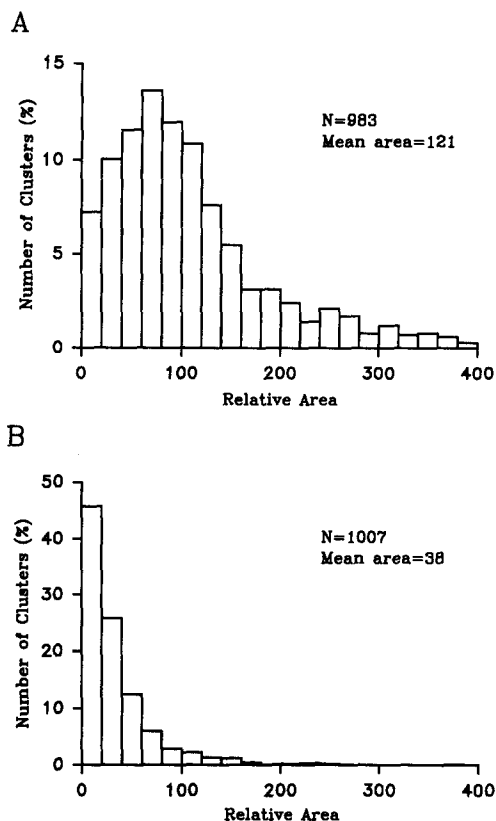 A
15
N=983
Mean area=121
10
Number of Clusters (%)
5
0
0 100 200 300 400
Relative Area
B
50
N=1007
40
Mean area=38
30
Number of Clusters (%)
20
10
0
0 100 200 300 400
Relative Area